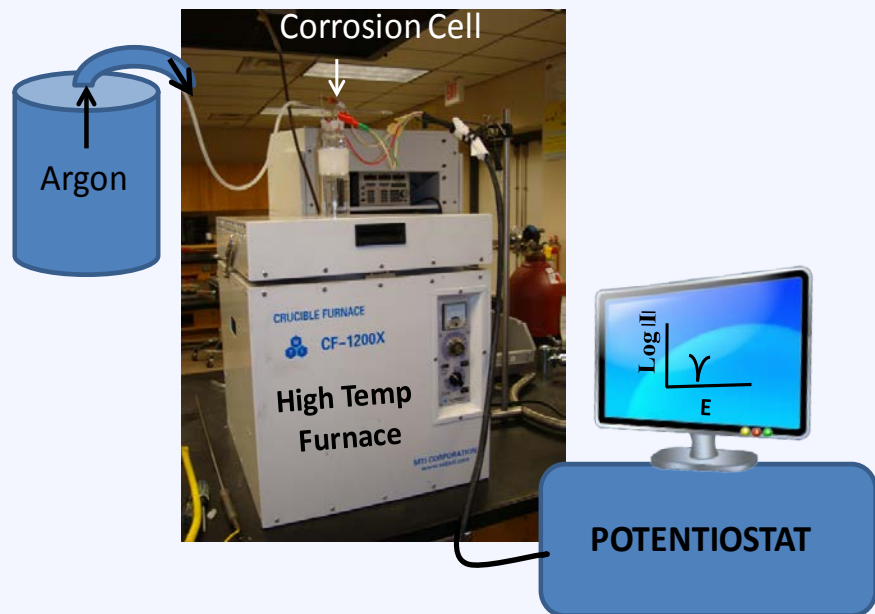 Corrosion Cell
Argon
CRUCIBLE FURNACE
CF-1200X
High Temp
Furnace
MTI CORPORATION
Log |I|
E
POTENTIOSTAT